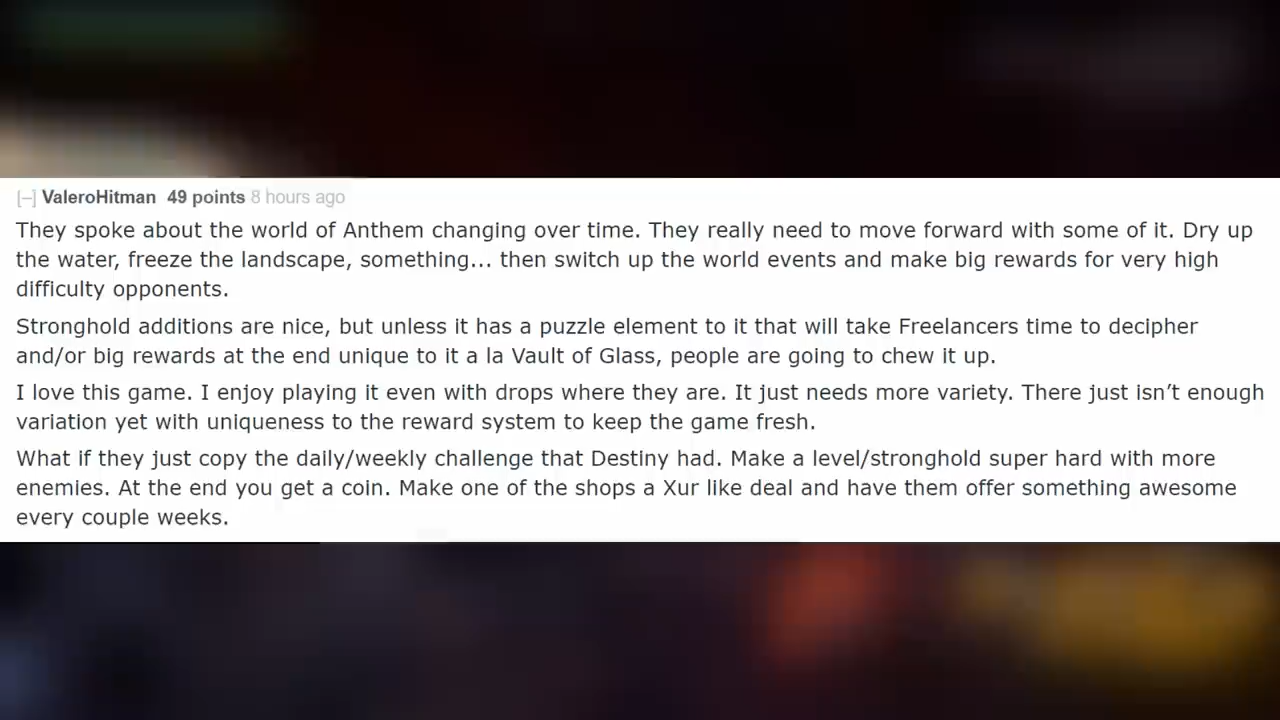 [–] ValeroHitman 49 points 8 hours ago
They spoke about the world of Anthem changing over time. They really need to move forward with some of it. Dry up
the water, freeze the landscape, something... then switch up the world events and make big rewards for very high
difficulty opponents.
Stronghold additions are nice, but unless it has a puzzle element to it that will take Freelancers time to decipher
and/or big rewards at the end unique to it a la Vault of Glass, people are going to chew it up.
I love this game. I enjoy playing it even with drops where they are. It just needs more variety. There just isn’t enough
variation yet with uniqueness to the reward system to keep the game fresh.
What if they just copy the daily/weekly challenge that Destiny had. Make a level/stronghold super hard with more
enemies. At the end you get a coin. Make one of the shops a Xur like deal and have them offer something awesome
every couple weeks.